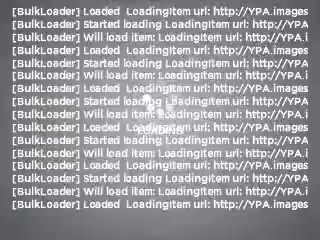 [BulkLoader] Loaded  LoadingItem url: http://YPA.images
[BulkLoader] Started loading LoadingItem url: http://YPA
[BulkLoader] Will load item: LoadingItem url: http://YPA.i
[BulkLoader] Loaded  LoadingItem url: http://YPA.images
[BulkLoader] Started loading LoadingItem url: http://YPA
[BulkLoader] Will load item: LoadingItem url: http://YPA.i
[BulkLoader] Loaded  LoadingItem url: http://YPA.images
[BulkLoader] Started loading LoadingItem url: http://YPA
[BulkLoader] Will load item: LoadingItem url: http://YPA.i
[BulkLoader] Loaded  LoadingItem url: http://YPA.images
LOADING
[BulkLoader] Started loading LoadingItem url: http://YPA
[BulkLoader] Will load item: LoadingItem url: http://YPA.i
[BulkLoader] Loaded  LoadingItem url: http://YPA.images
[BulkLoader] Started loading LoadingItem url: http://YPA
[BulkLoader] Will load item: LoadingItem url: http://YPA.i
[BulkLoader] Loaded  LoadingItem url: http://YPA.images